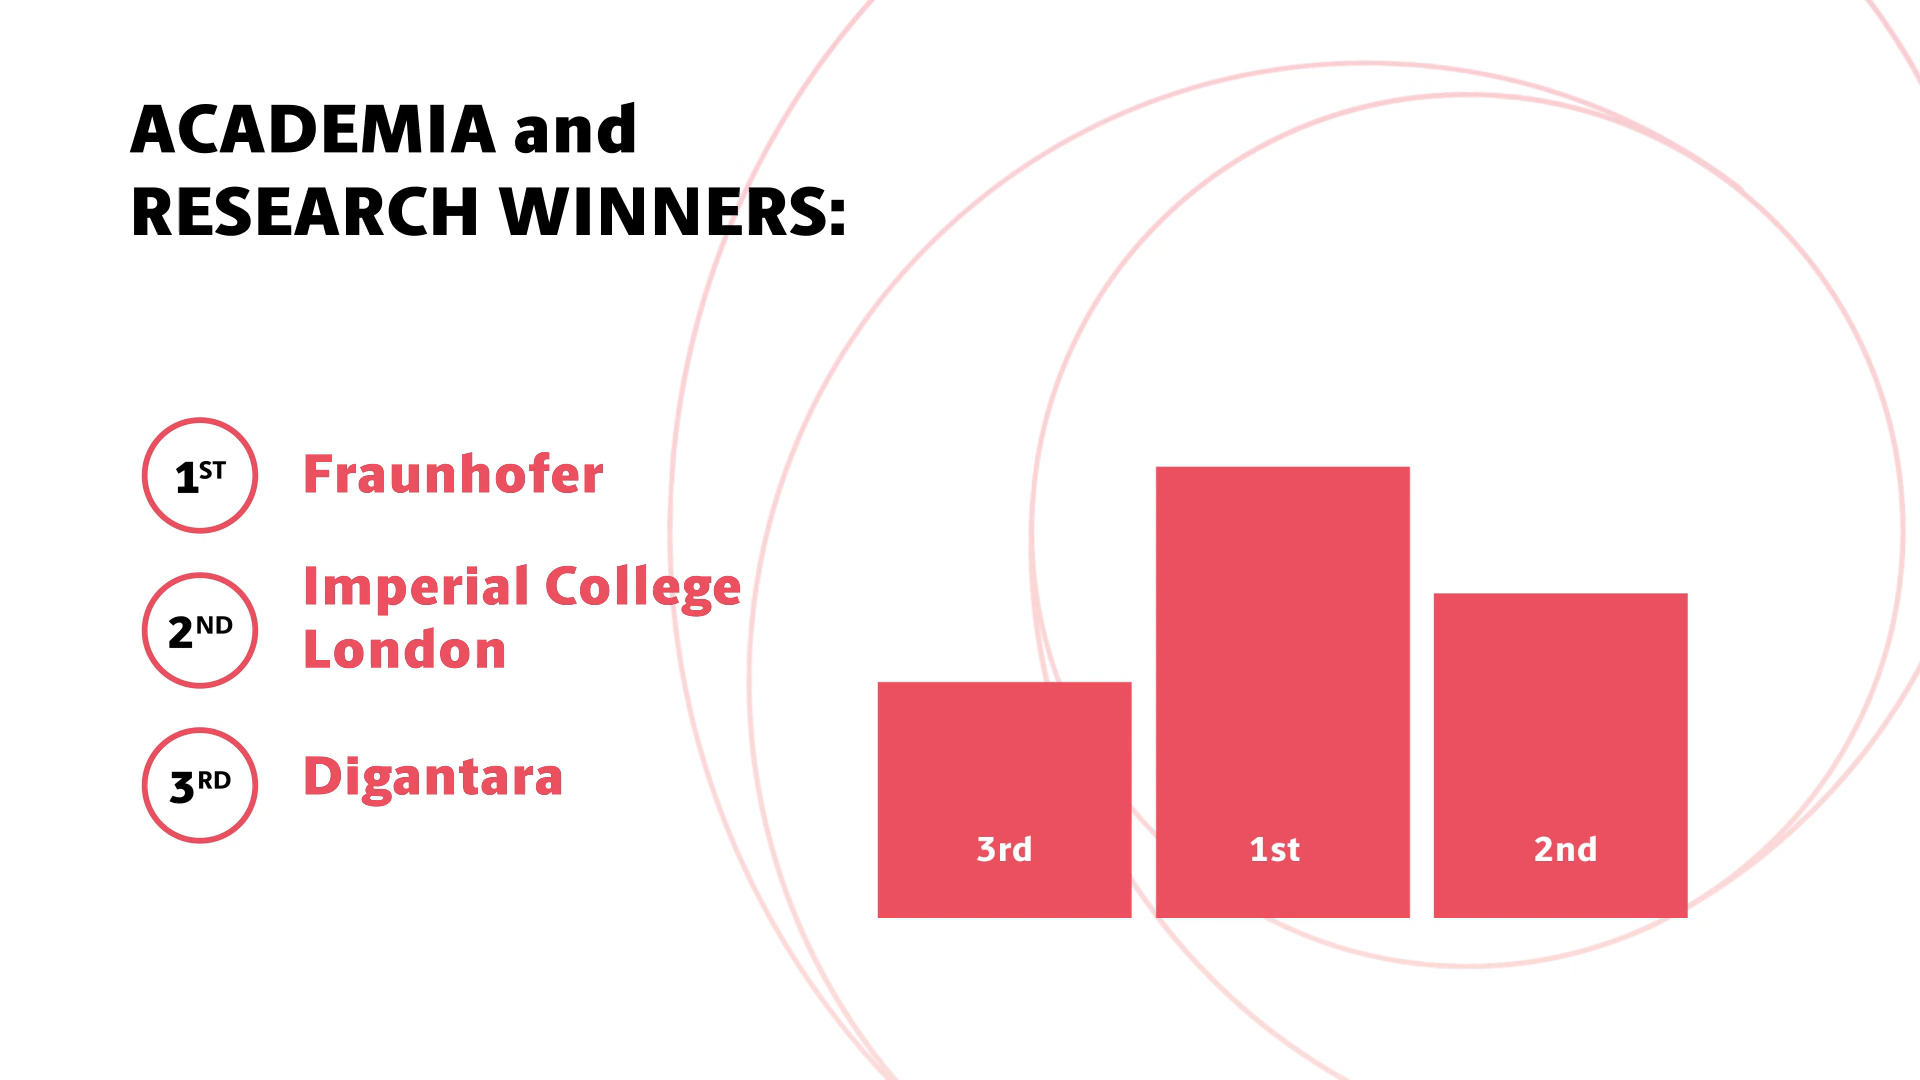 ACADEMIA and
RESEARCH WINNERS:
1ST Fraunhofer
2ND Imperial College
London
3RD Digantara
3rd 1st 2nd